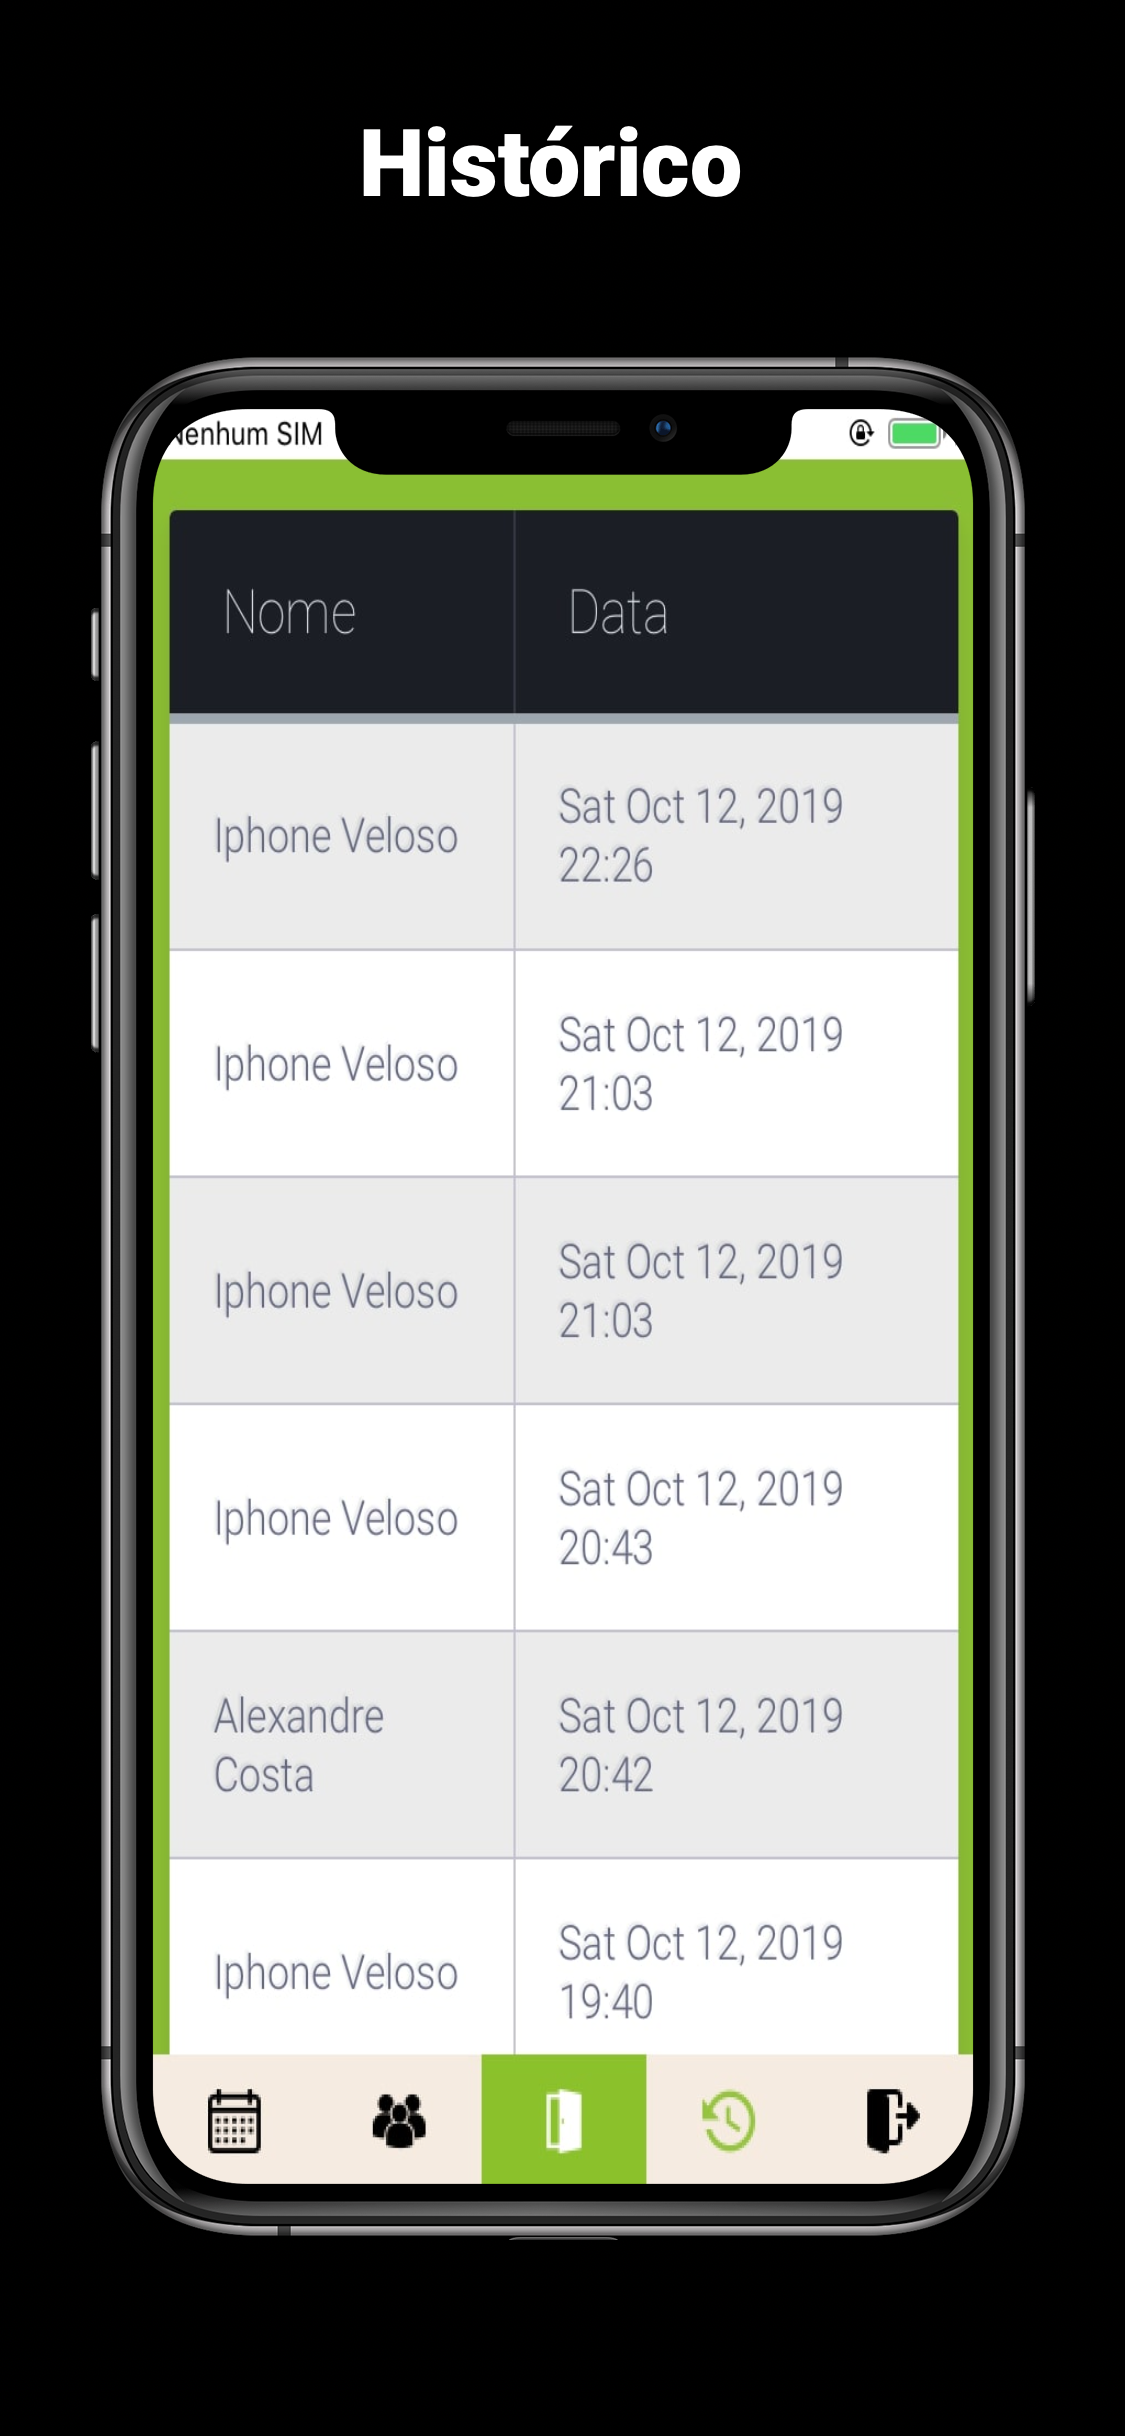 Histórico
Nenhum SIM
Nome Data
Iphone Veloso
Sat Oct 12, 2019
22:26
Iphone Veloso
Sat Oct 12, 2019
21:03
Iphone Veloso
Sat Oct 12, 2019
21:03
Iphone Veloso
Sat Oct 12, 2019
20:43
Alexandre
Costa
Sat Oct 12, 2019
20:42
Iphone Veloso
Sat Oct 12, 2019
19:40